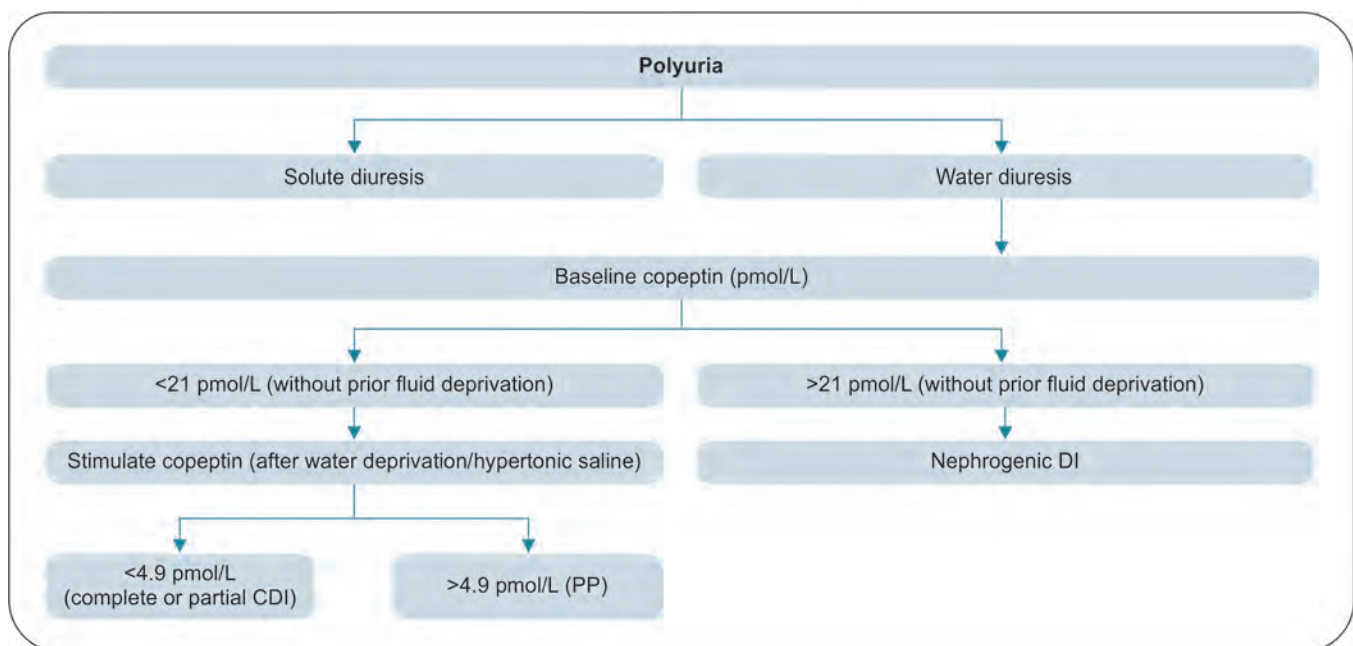 Polyuria
Solute diuresis
Water diuresis
Baseline copeptin (pmol/L)
<21 pmol/L (without prior fluid deprivation)
>21 pmol/L (without prior fluid deprivation)
Stimulate copeptin (after water deprivation/hypertonic saline)
Nephrogenic DI
<4.9 pmol/L
(complete or partial CDI)
>4.9 pmol/L (PP)